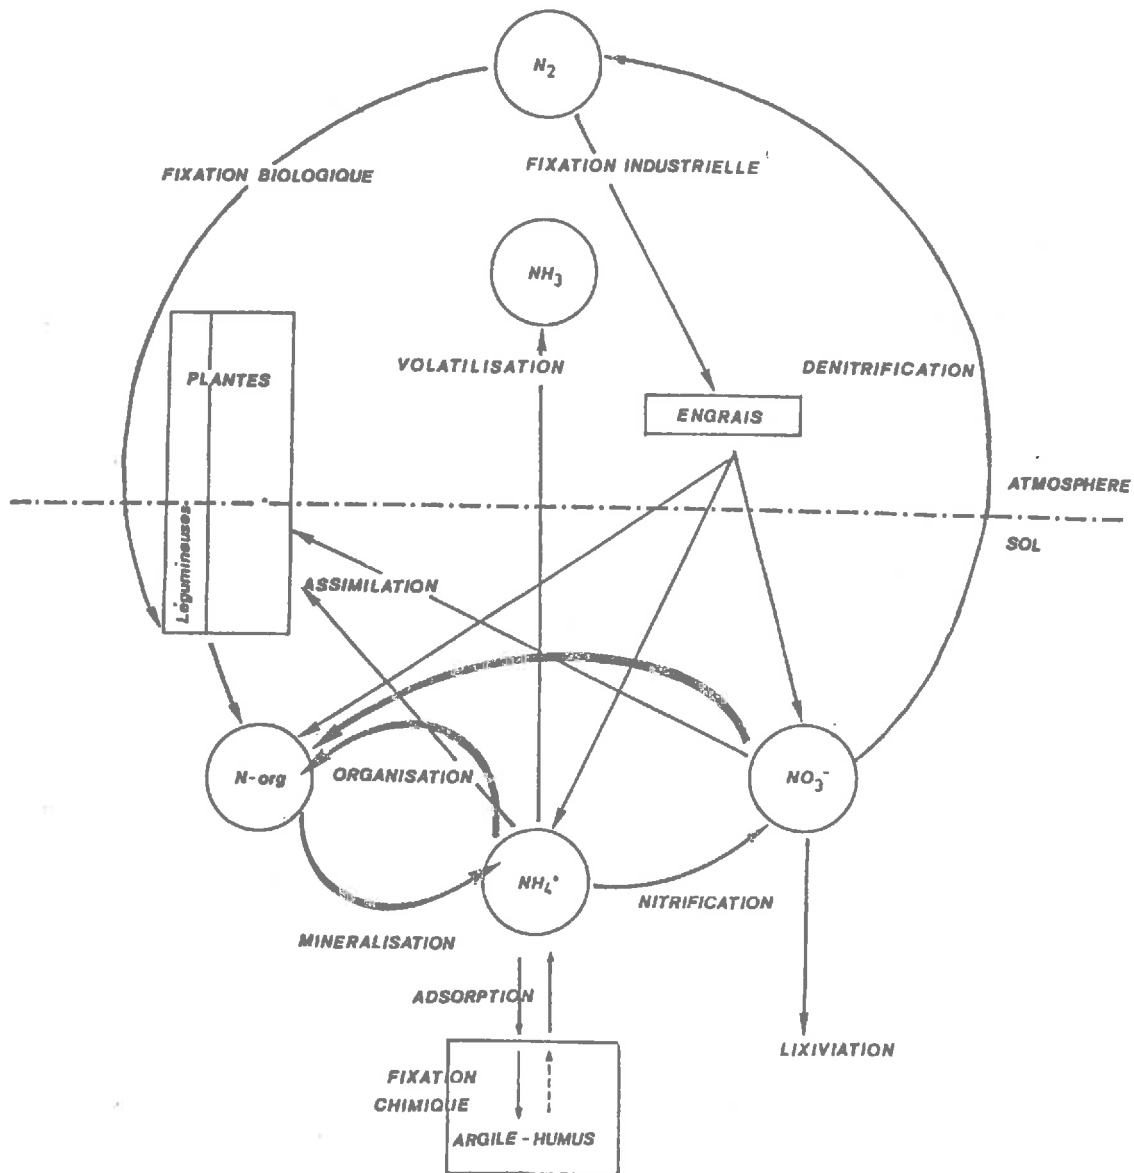 N2
FIXATION BIOLOGIQUE
FIXATION INDUSTRIELLE
NH3
PLANTES
VOLATILISATION
DENITRIFICATION
ENGRAIS
ATMOSPHERE
SOL
Légumineuses
ASSIMILATION
N-org
ORGANISATION
NO3-
NH4+
NITRIFICATION
MINERALISATION
ADSORPTION
LIXIVIATION
FIXATION
CHIMIQUE
ARGILE-HUMUS